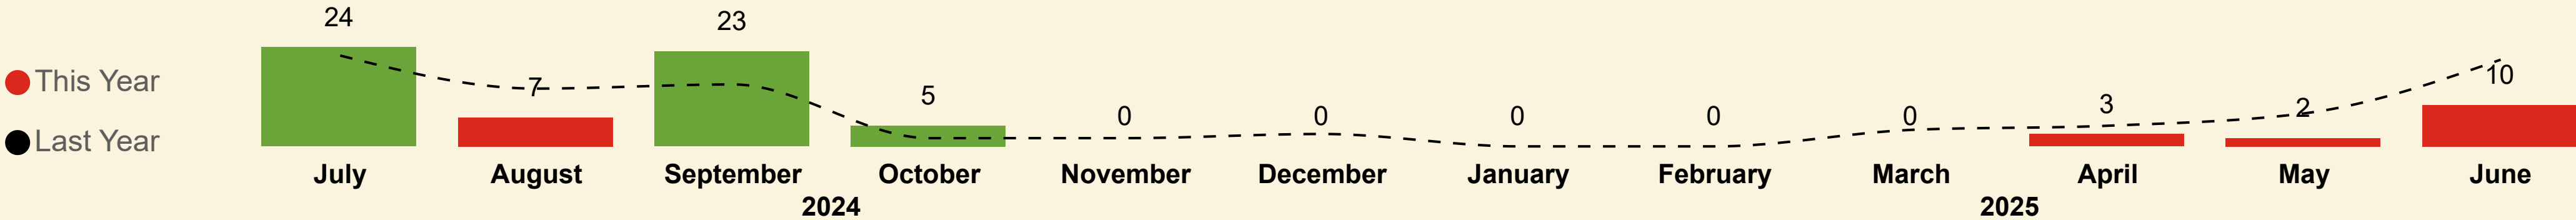 24 7 23 5 0 0 0 0 0 3 2 10
This Year
Last Year
July August September October November December January February March April May June
2024 2025